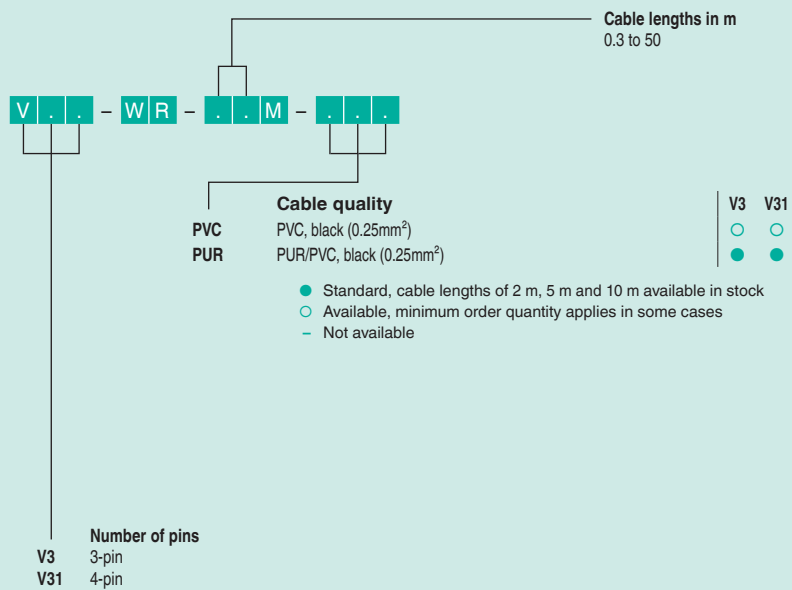 Cable lengths in m
0.3 to 50
V . . – W R – . . M – . . .
Cable quality V3 V31
PVC PVC, black (0.25mm²) ○ ○
PUR PUR/PVC, black (0.25mm²) ● ●
● Standard, cable lengths of 2 m, 5 m and 10 m available in stock
○ Available, minimum order quantity applies in some cases
– Not available
Number of pins
V3 3-pin
V31 4-pin